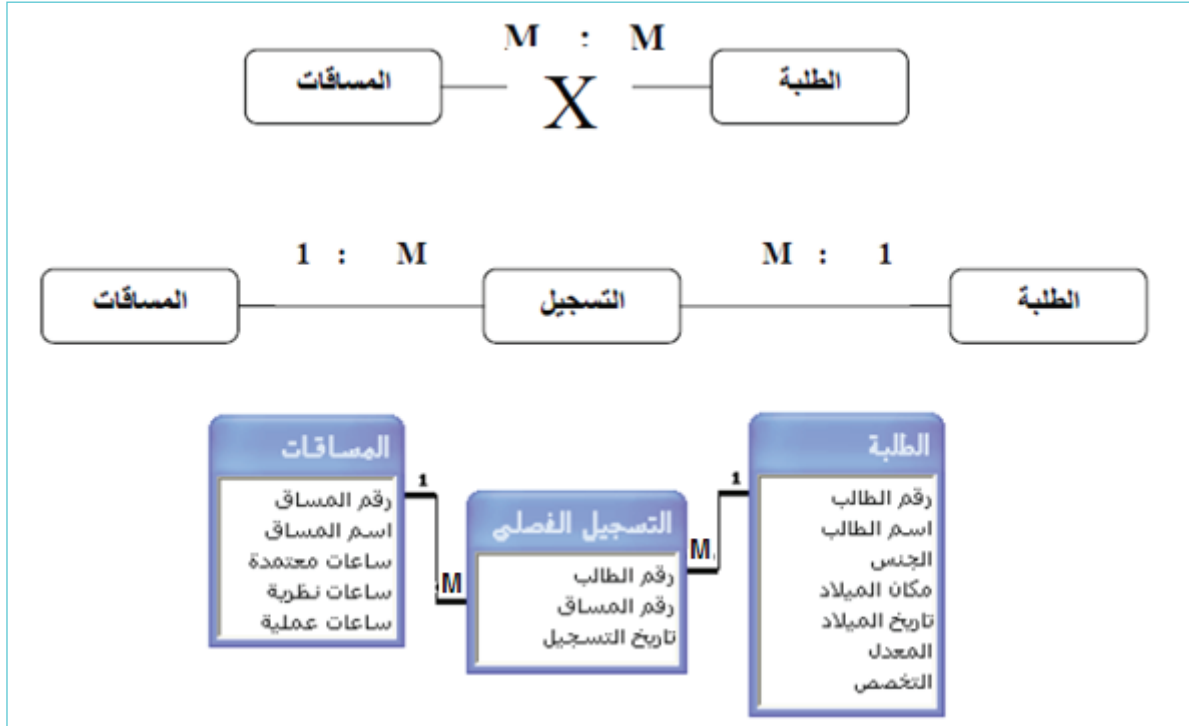 M : M
الطلبة
X
المساقات
M : 1
1 : M
الطلبة
التسجيل
المساقات
الطلبة
رقم الطالب
اسم الطالب
الجنس
مكان الميلاد
تاريخ الميلاد
المعدل
التخصص
1
M
التسجيل الفصلي
رقم الطالب
رقم المساق
تاريخ التسجيل
1
M
المساقات
رقم المساق
اسم المساق
ساعات معتمدة
ساعات نظرية
ساعات عملية